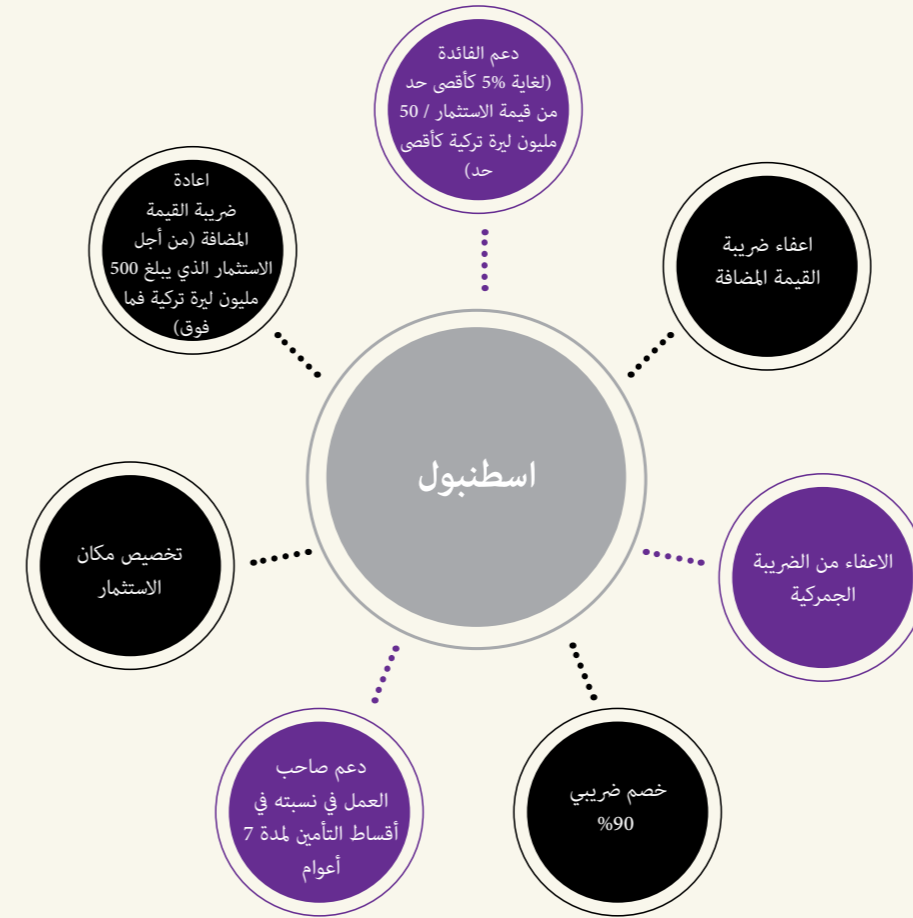 دعم الفائدة
(لغاية 5% كأقصى حد
من قيمة الاستثمار / 50
مليون ليرة تركية كأقصى
حد)
اعفاء ضريبة
القيمة المضافة
الاعفاء من الضريبة
الجمركية
خصم ضريبي
90%
دعم صاحب
العمل في نسبته في
أقساط التأمين لمدة 7
أعوام
تخصيص مكان
الاستثمار
اعادة
ضريبة القيمة
المضافة (من أجل
الاستثمار الذي يبلغ 500
مليون ليرة تركية فما
فوق)
اسطنبول